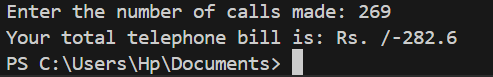 Enter the number of calls made: 269
Your total telephone bill is: Rs. /-282.6
PS C:\Users\Hp\Documents>